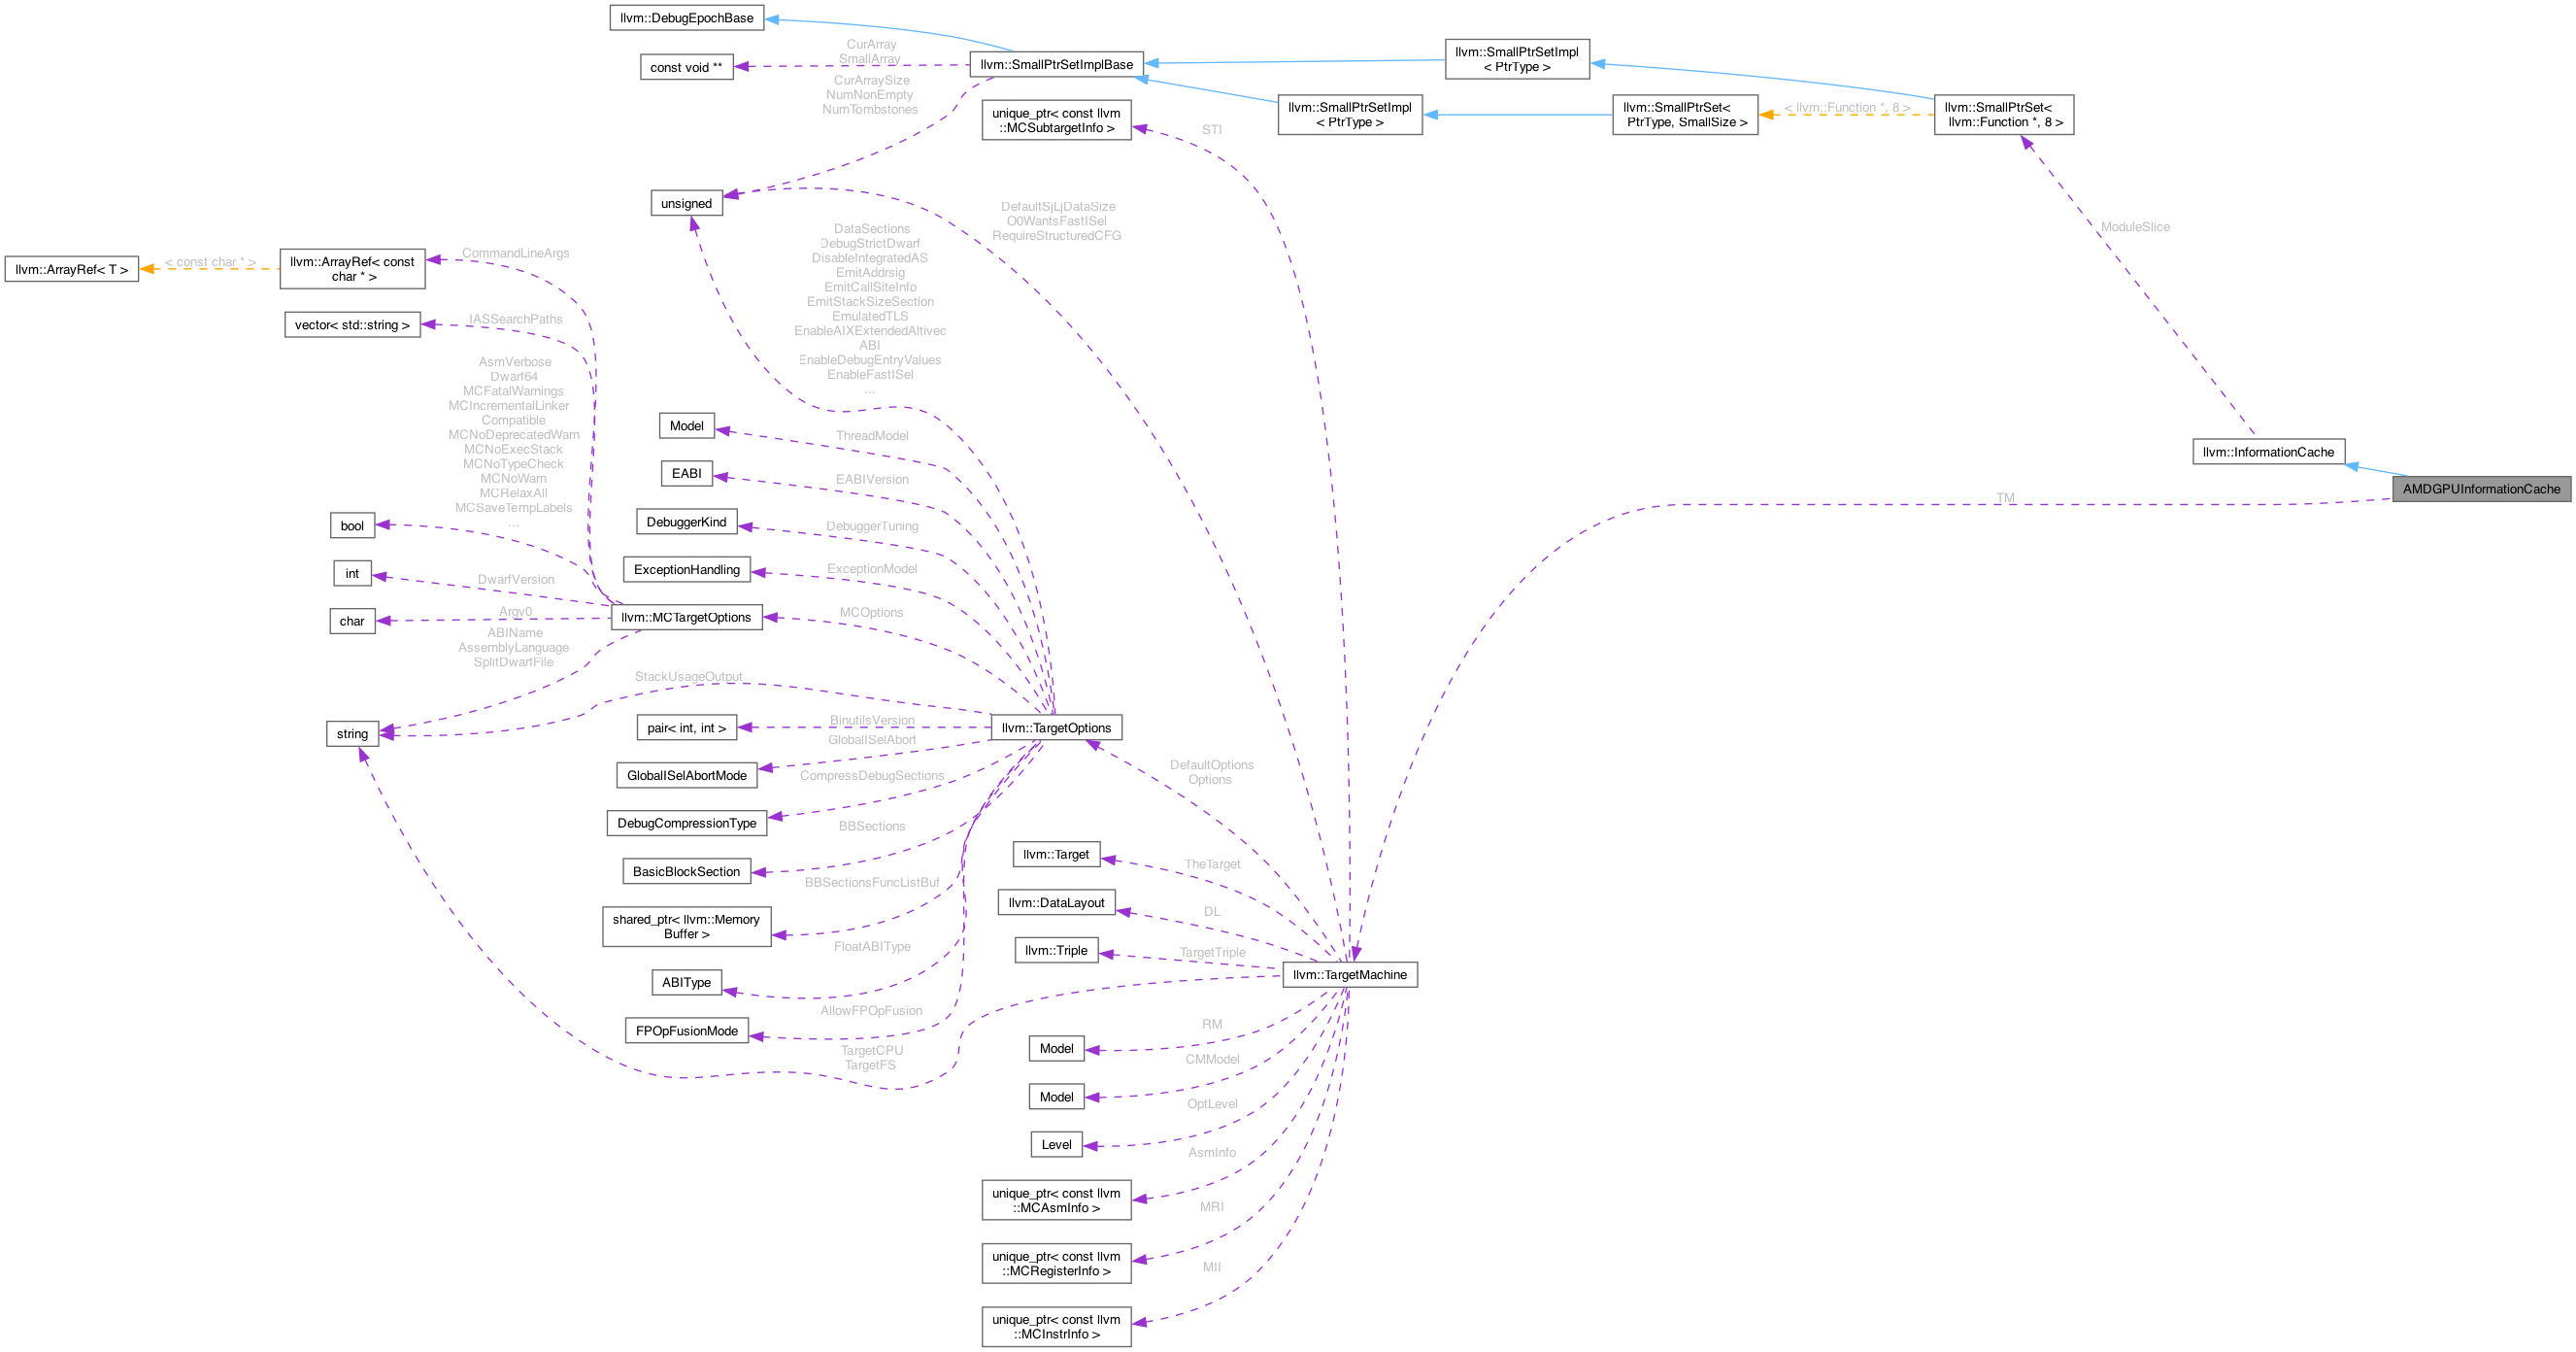 llvm::DebugEpochBase
const void **
CurArray
SmallArray
CurArraySize
NumNonEmpty
NumTombstones
llvm::SmallPtrSetImplBase
llvm::SmallPtrSetImpl
< PtrType >
unique_ptr< const llvm
::MCSubtargetInfo >
STI
llvm::SmallPtrSetImpl
< PtrType >
llvm::SmallPtrSet<
PtrType, SmallSize >
< llvm::Function *, 8 >
llvm::SmallPtrSet<
llvm::Function *, 8 >
ModuleSlice
unsigned
DefaultSjLjDataSize
O0WantsFastISel
RequireStructuredCFG
llvm::ArrayRef< T >
< const char * >
llvm::ArrayRef< const
char * >
CommandLineArgs
vector< std::string >
IASSearchPaths
DataSections
DebugStrictDwarf
DisableIntegratedAS
EmitAddrsig
EmitCallSiteInfo
EmitStackSizeSection
EmulatedTLS
EnableAIXExtendedAltivec
ABI
EnableDebugEntryValues
EnableFastISel
...
AsmVerbose
Dwarf64
MCFatalWarnings
MCIncrementalLinker
Compatible
MCNoDeprecatedWarn
MCNoExecStack
MCNoTypeCheck
MCNoWarn
MCRelaxAll
MCSaveTempLabels
...
Model
ThreadModel
EABI
EABIVersion
DebuggerKind
DebuggerTuning
ExceptionHandling
ExceptionModel
llvm::InformationCache
AMDGPUInformationCache
TM
bool
int
DwarfVersion
char
Argv0
ABIName
AssemblyLanguage
SplitDwarfFile
llvm::MCTargetOptions
MCOptions
StackUsageOutput
string
pair< int, int >
BinutilsVersion
llvm::TargetOptions
GlobalISelAbortMode
GlobalISelAbort
DebugCompressionType
CompressDebugSections
DefaultOptions
Options
BasicBlockSection
BBSections
llvm::Target
TheTarget
shared_ptr< llvm::Memory
Buffer >
BBSectionsFuncListBuf
llvm::DataLayout
DL
llvm::Triple
TargetTriple
ABIType
FloatABIType
llvm::TargetMachine
FPOpFusionMode
AllowFPOpFusion
TargetCPU
TargetFS
Model
RM
Model
CMModel
Level
OptLevel
unique_ptr< const llvm
::MCAsmInfo >
AsmInfo
unique_ptr< const llvm
::MCRegisterInfo >
MRI
unique_ptr< const llvm
::MCInstrInfo >
MII